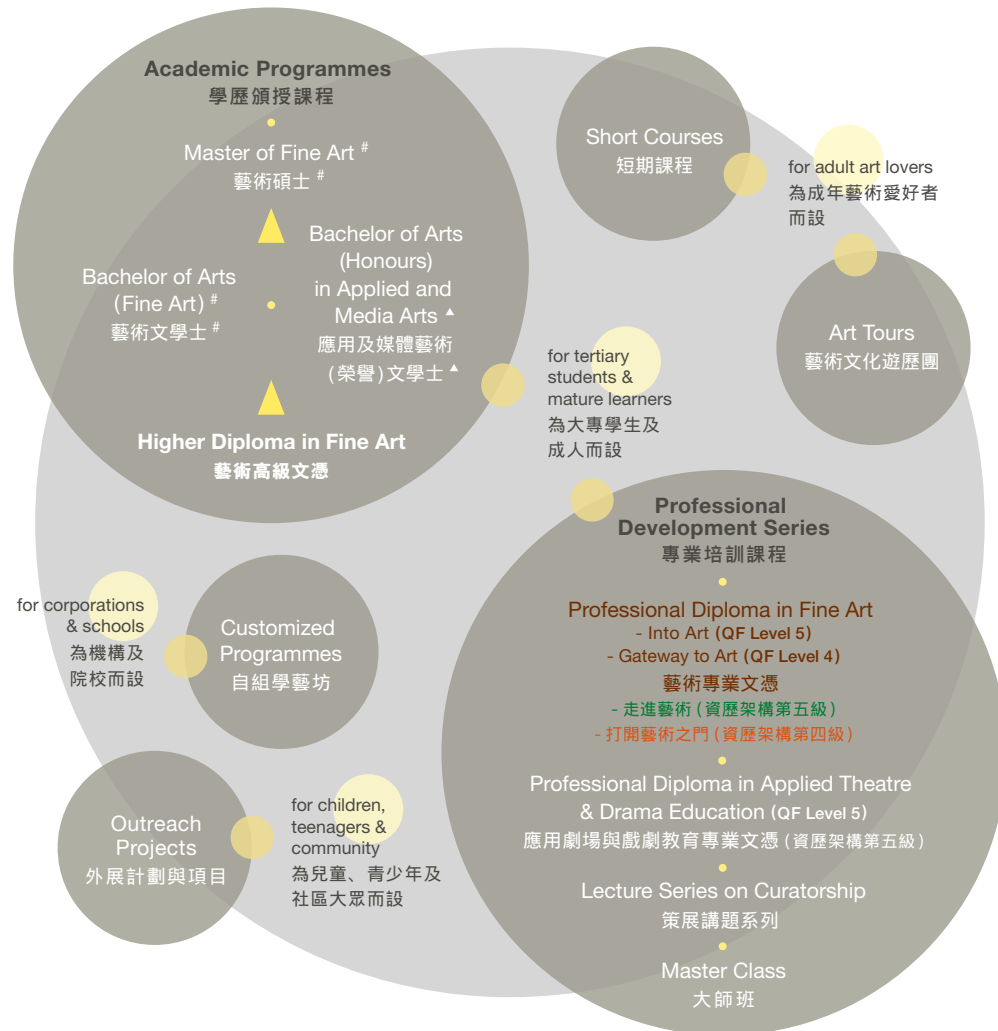 Academic Programmes
學歷頒授課程
Master of Fine Art #
藝術碩士 #
Bachelor of Arts
(Fine Art) #
藝術文學士 #
Bachelor of Arts
(Honours)
in Applied and
Media Arts ▲
應用及媒體藝術
(榮譽)文學士 ▲
Higher Diploma in Fine Art
藝術高級文憑
Short Courses
短期課程
for adult art lovers
為成年藝術愛好者
而設
Art Tours
藝術文化遊歷團
for tertiary
students &
mature learners
為大專學生及
成人而設
Professional
Development Series
專業培訓課程
Professional Diploma in Fine Art
- Into Art (QF Level 5)
- Gateway to Art (QF Level 4)
藝術專業文憑
- 走進藝術 (資歷架構第五級)
- 打開藝術之門 (資歷架構第四級)
Professional Diploma in Applied Theatre
& Drama Education (QF Level 5)
應用劇場與戲劇教育專業文憑 (資歷架構第五級)
Lecture Series on Curatorship
策展講題系列
Master Class
大師班
for corporations
& schools
為機構及
院校而設
Customized
Programmes
自組學藝坊
Outreach
Projects
外展計劃與項目
for children,
teenagers &
community
為兒童、青少年及
社區大眾而設